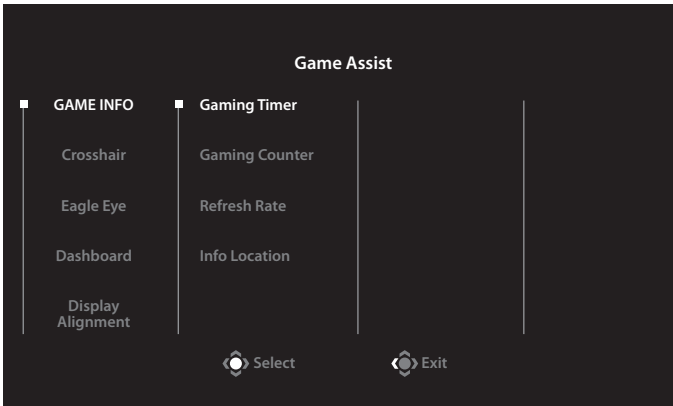 Game Assist
GAME INFO
Gaming Timer
Crosshair
Gaming Counter
Eagle Eye
Refresh Rate
Dashboard
Info Location
Display
Alignment
Select
Exit